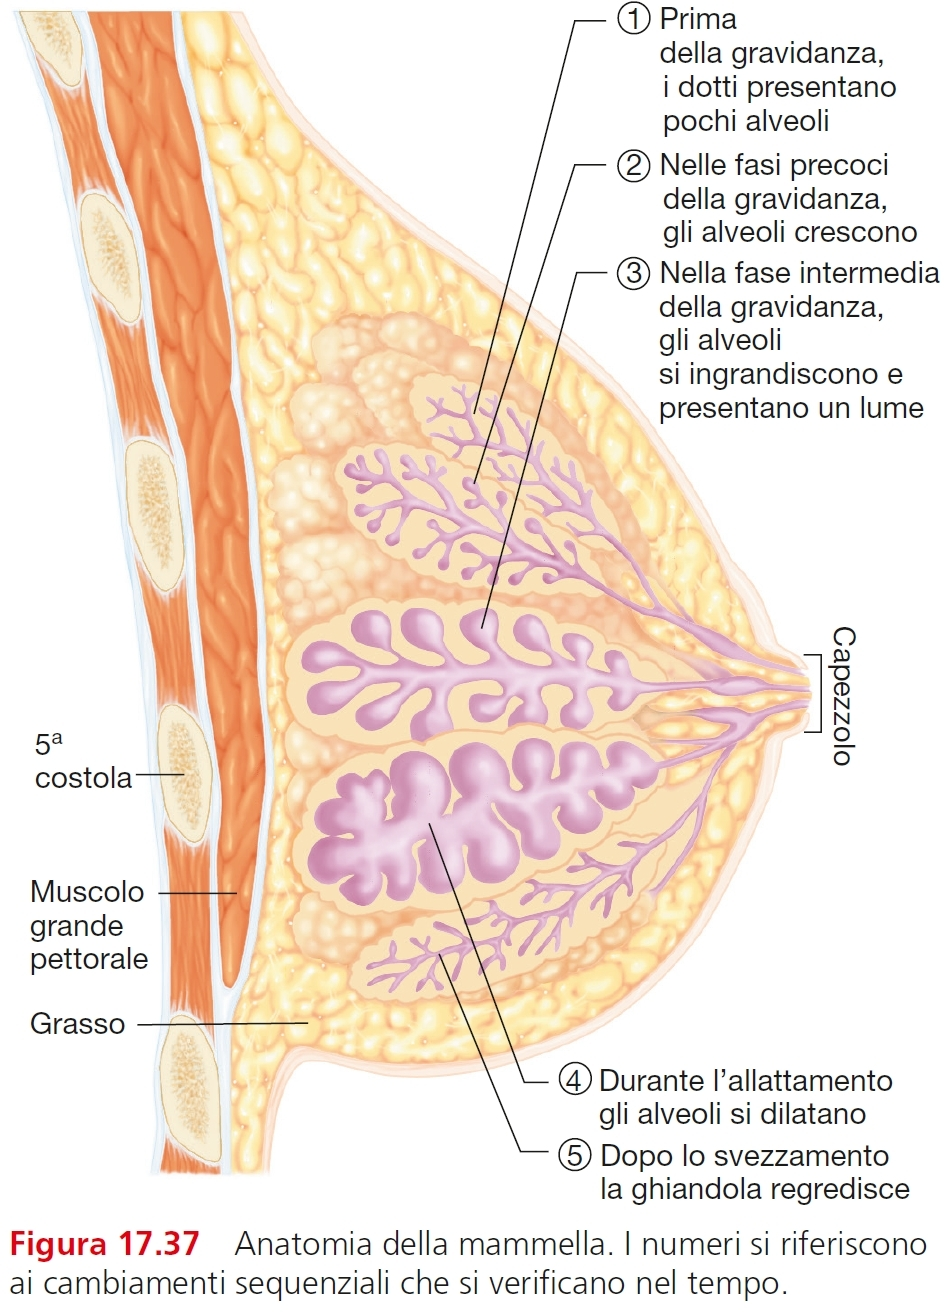 ① Prima
della gravidanza,
i dotti presentano
pochi alveoli
② Nelle fasi precoci
della gravidanza,
gli alveoli crescono
③ Nella fase intermedia
della gravidanza,
gli alveoli
si ingrandiscono e
presentano un lume
Capezzolo
5ª
costola
Muscolo
grande
pettorale
Grasso
④ Durante l’allattamento
gli alveoli si dilatano
⑤ Dopo lo svezzamento
la ghiandola regredisce
Figura 17.37 Anatomia della mammella. I numeri si riferiscono
ai cambiamenti sequenziali che si verificano nel tempo.